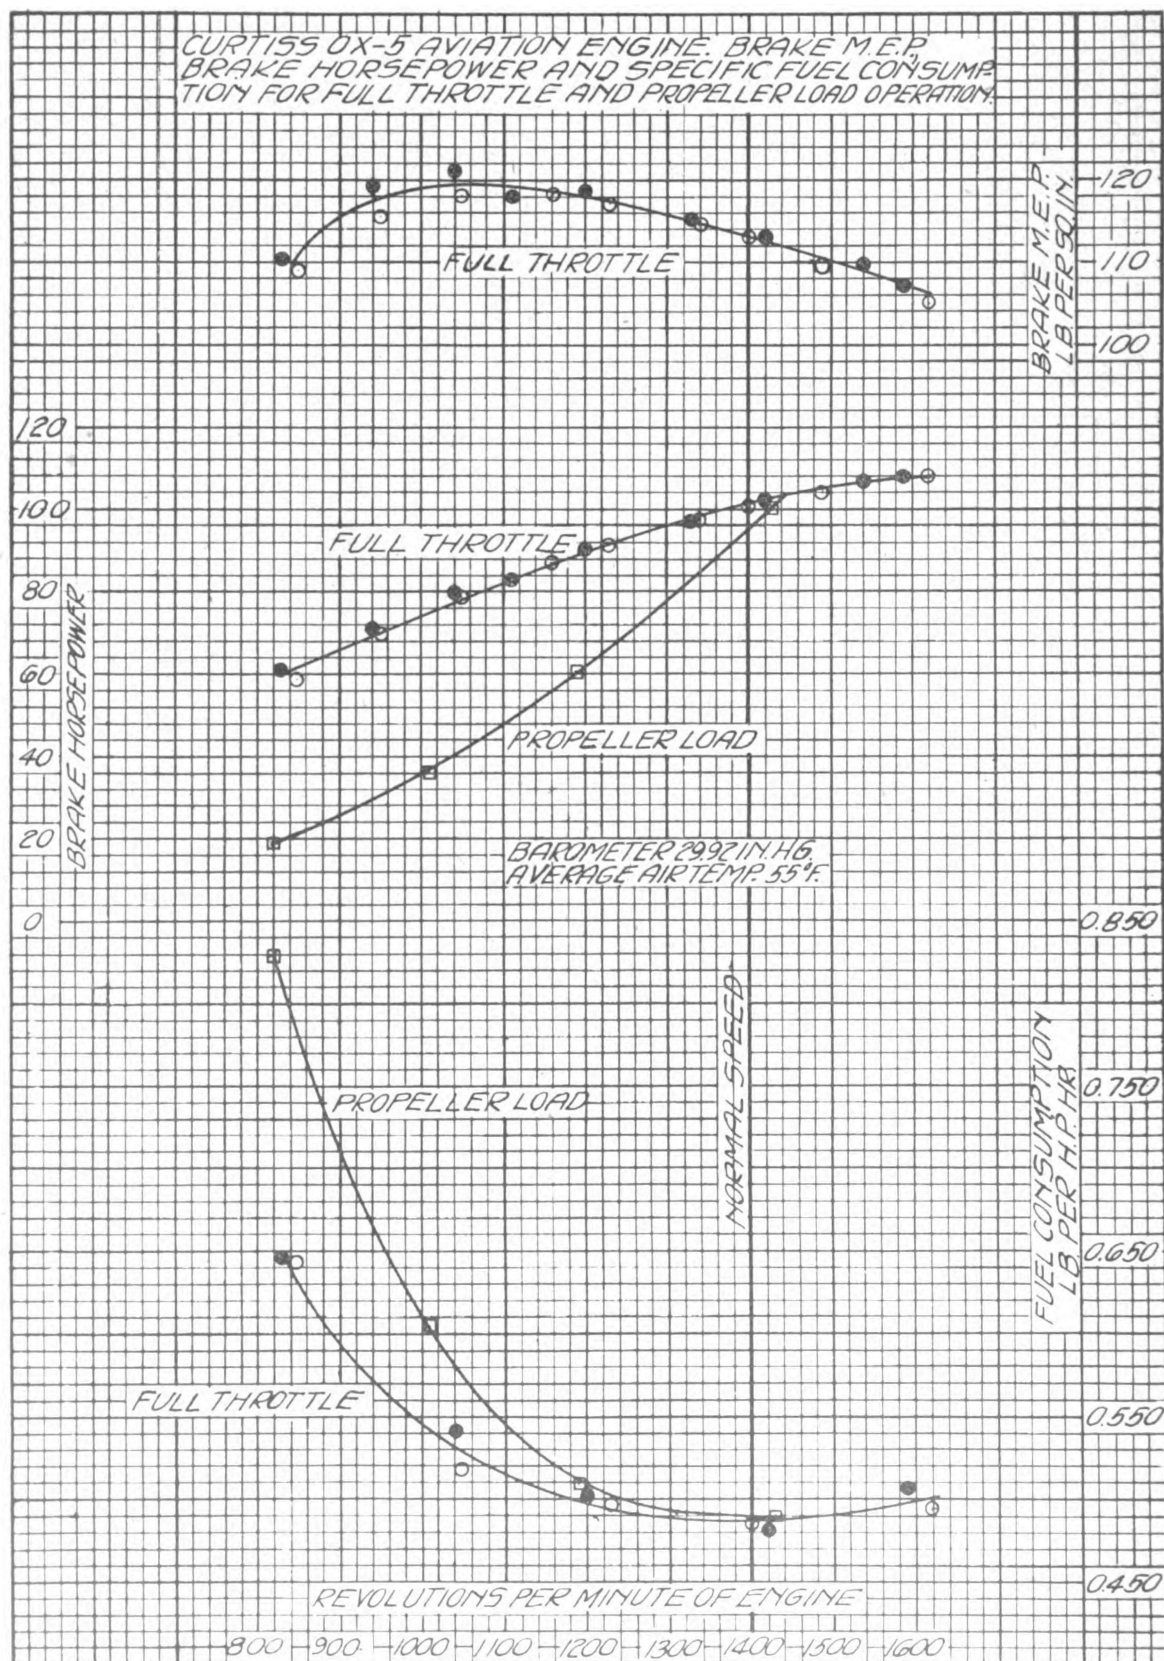 CURTISS OX-5 AVIATION ENGINE. BRAKE M.E.P.
BRAKE HORSEPOWER AND SPECIFIC FUEL CONSUMP-
TION FOR FULL THROTTLE AND PROPELLER LOAD OPERATION.
BRAKE M.E.P.
LB. PER SQ. IN.
120
110
100
FULL THROTTLE
BRAKE HORSEPOWER
120
100
80
60
40
20
0
FULL THROTTLE
PROPELLER LOAD
BAROMETER 29.92 IN. HG.
AVERAGE AIR TEMP. 55°F.
NORMAL SPEED
PROPELLER LOAD
FULL THROTTLE
FUEL CONSUMPTION
LB. PER H.P. HR.
0.850
0.750
0.650
0.550
0.450
REVOLUTIONS PER MINUTE OF ENGINE
800 900 1000 1100 1200 1300 1400 1500 1600